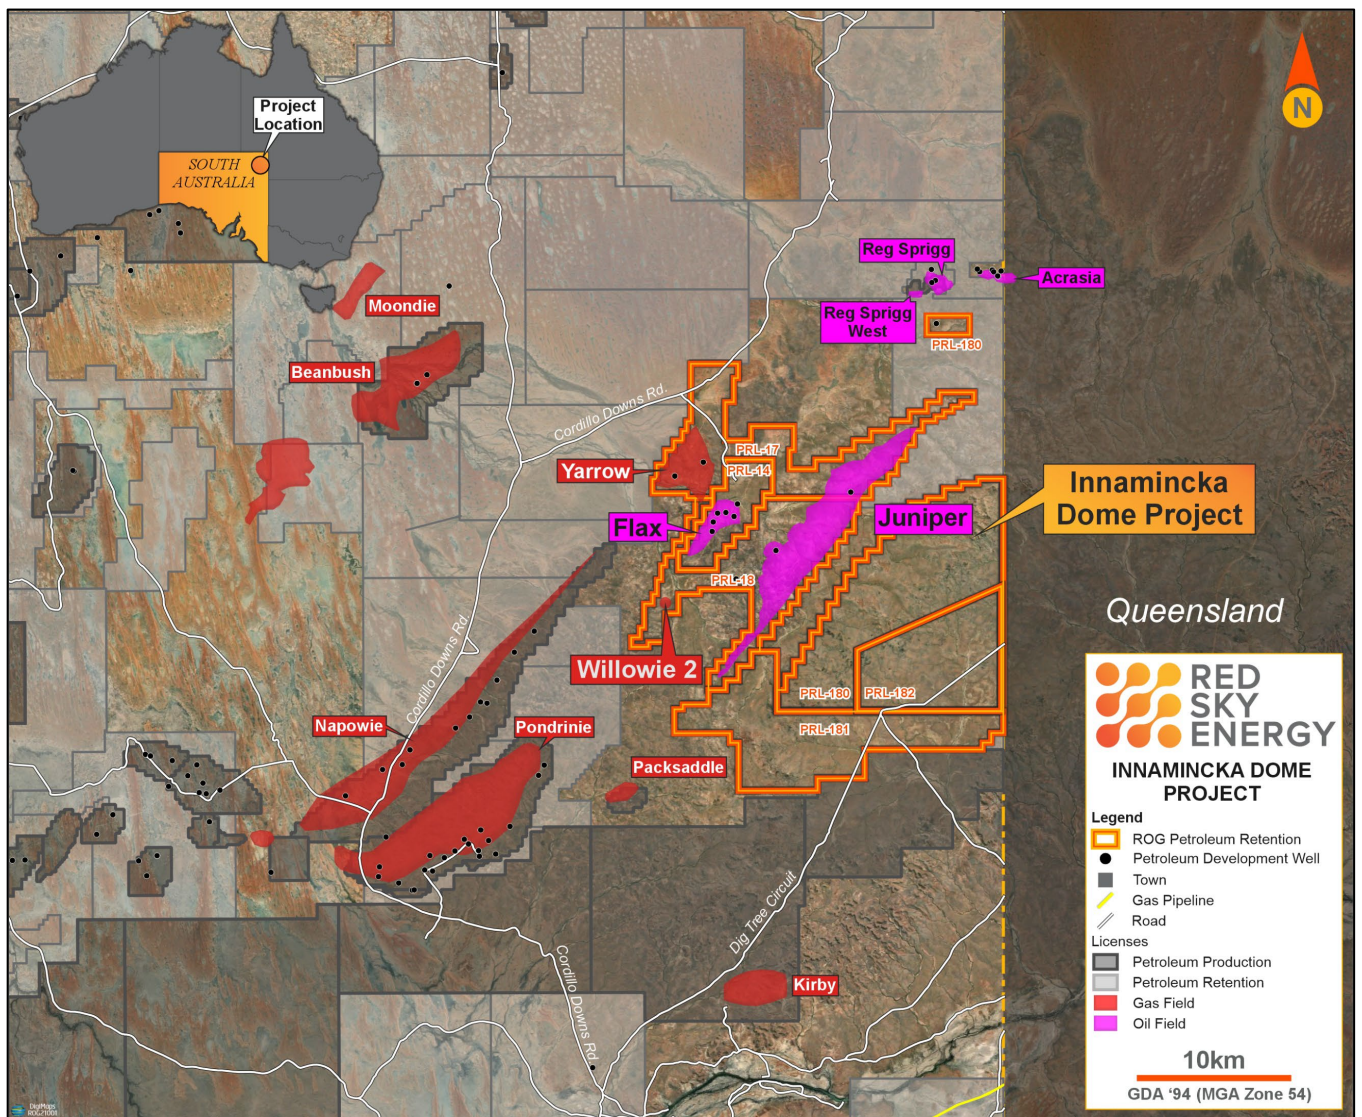 Project
Location
SOUTH
AUSTRALIA
N
Reg Sprigg
Acrasia
Reg Sprigg
West
PRL-180
Moondie
Beanbush
Cordillo Downs Rd.
Yarrow
PRL-17
PRL-14
Flax
Juniper
Innamincka
Dome Project
PRL-18
Queensland
Willowie 2
Cordillo Downs Rd.
PRL-180
PRL-182
PRL-181
Napowie
Pondrinie
Packsaddle
Dig Tree Circuit
Kirby
Cordillo Downs Rd.
RED
SKY
ENERGY
INNAMINCKA DOME
PROJECT
Legend
ROG Petroleum Retention
Petroleum Development Well
Town
Gas Pipeline
Road
Licenses
Petroleum Production
Petroleum Retention
Gas Field
Oil Field
10km
GDA '94 (MGA Zone 54)
DigiMaps